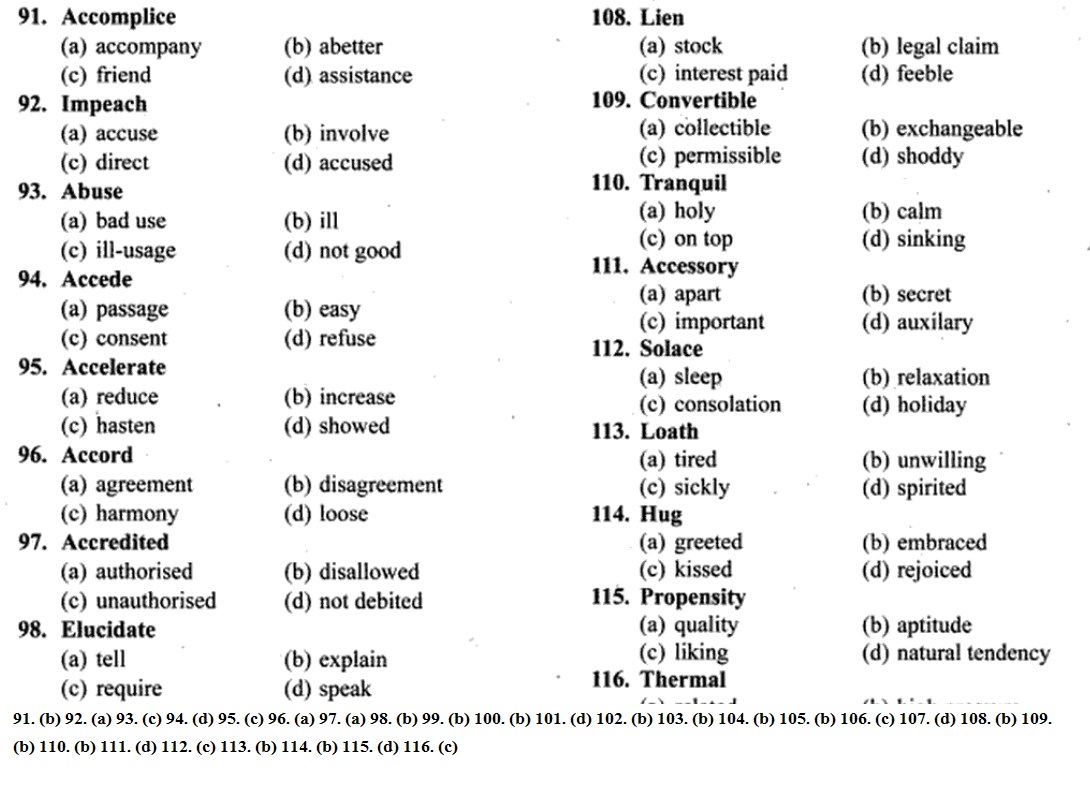 91. Accomplice
(a) accompany (b) abetter
(c) friend (d) assistance
92. Impeach
(a) accuse (b) involve
(c) direct (d) accused
93. Abuse
(a) bad use (b) ill
(c) ill-usage (d) not good
94. Accede
(a) passage (b) easy
(c) consent (d) refuse
95. Accelerate
(a) reduce (b) increase
(c) hasten (d) showed
96. Accord
(a) agreement (b) disagreement
(c) harmony (d) loose
97. Accredited
(a) authorised (b) disallowed
(c) unauthorised (d) not debited
98. Elucidate
(a) tell (b) explain
(c) require (d) speak
108. Lien
(a) stock (b) legal claim
(c) interest paid (d) feeble
109. Convertible
(a) collectible (b) exchangeable
(c) permissible (d) shoddy
110. Tranquil
(a) holy (b) calm
(c) on top (d) sinking
111. Accessory
(a) apart (b) secret
(c) important (d) auxilary
112. Solace
(a) sleep (b) relaxation
(c) consolation (d) holiday
113. Loath
(a) tired (b) unwilling
(c) sickly (d) spirited
114. Hug
(a) greeted (b) embraced
(c) kissed (d) rejoiced
115. Propensity
(a) quality (b) aptitude
(c) liking (d) natural tendency
116. Thermal
91. (b) 92. (a) 93. (c) 94. (d) 95. (c) 96. (a) 97. (a) 98. (b) 99. (b) 100. (b) 101. (d) 102. (b) 103. (b) 104. (b) 105. (b) 106. (c) 107. (d) 108. (b) 109.
(b) 110. (b) 111. (d) 112. (c) 113. (b) 114. (b) 115. (d) 116. (c)